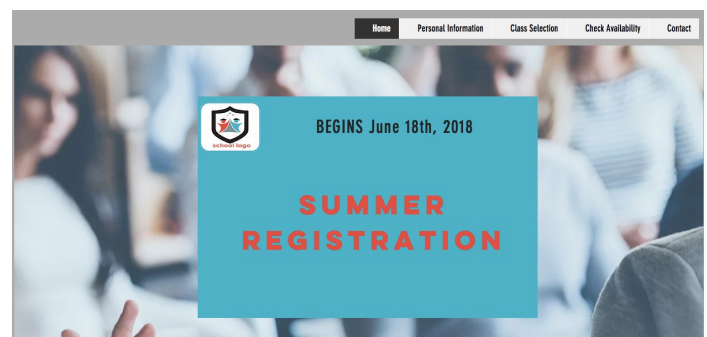 Home Personal Information Class Selection Check Availability Contact
school logo
BEGINS June 18th, 2018
SUMMER
REGISTRATION